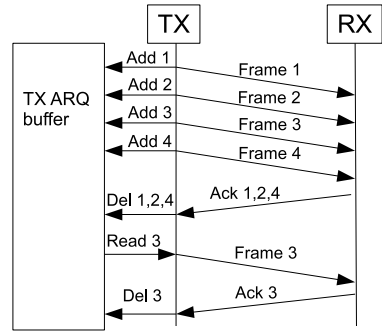 TX
RX
TX ARQ
buffer
Add 1
Frame 1
Add 2
Frame 2
Add 3
Frame 3
Add 4
Frame 4
Ack 1,2,4
Del 1,2,4
Read 3
Frame 3
Ack 3
Del 3